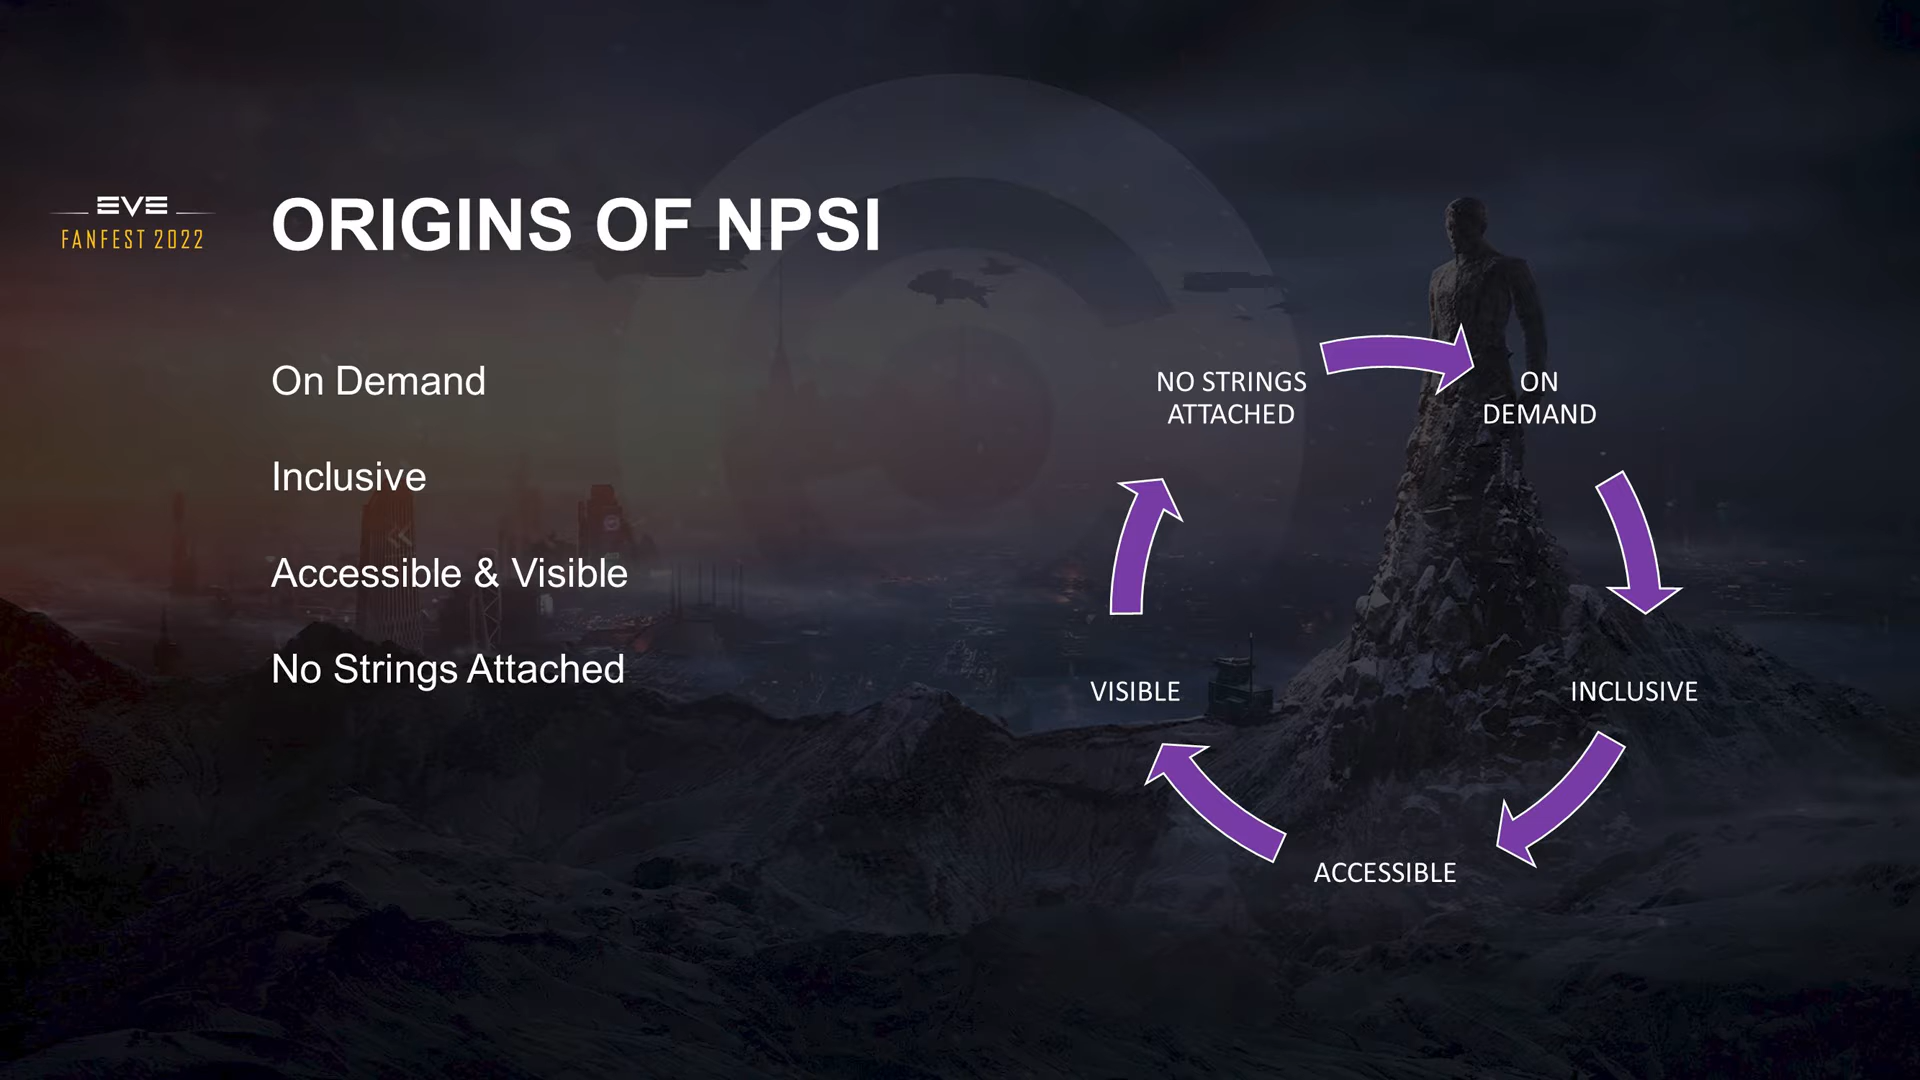 EVE
FANFEST 2022
ORIGINS OF NPSI
On Demand
Inclusive
Accessible & Visible
No Strings Attached
NO STRINGS
ATTACHED
ON
DEMAND
VISIBLE
INCLUSIVE
ACCESSIBLE